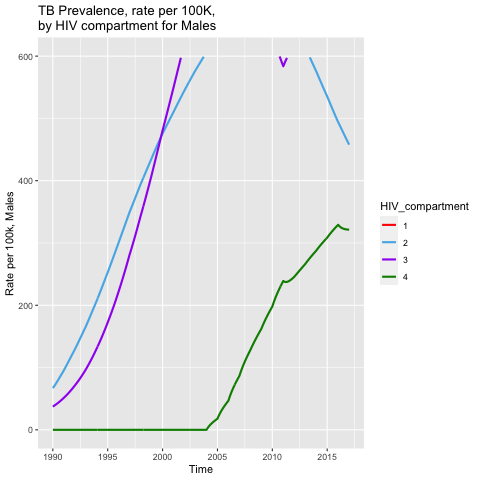 TB Prevalence, rate per 100K,
by HIV compartment for Males
600
400
200
0
Rate per 100k, Males
1990 1995 2000 2005 2010 2015
Time
HIV_compartment
1
2
3
4